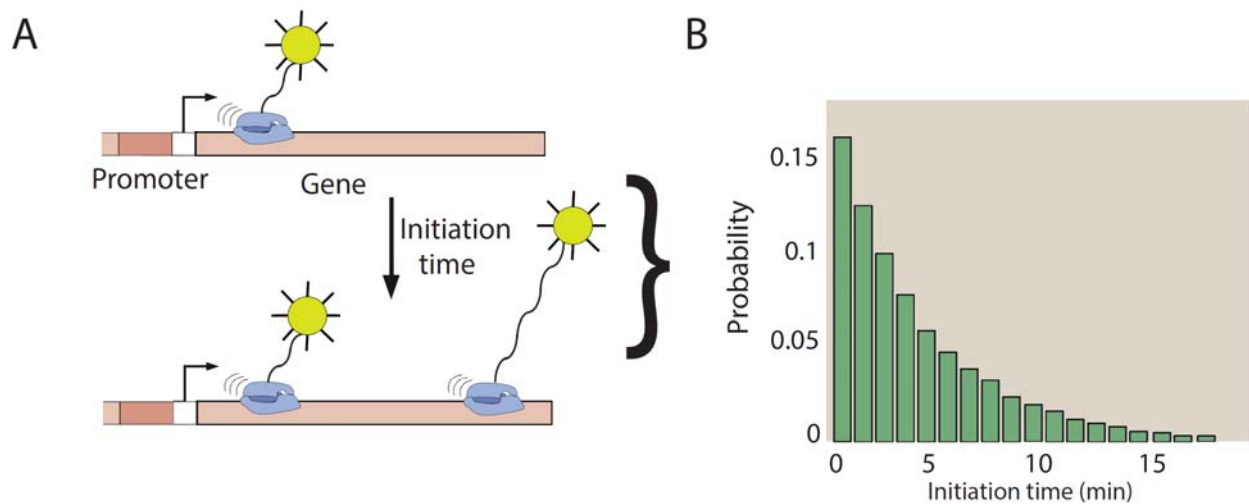 A
Promoter
Gene
Initiation
time
B
Probability
0.15
0.1
0.05
0
0
5
10
15
Initiation time (min)